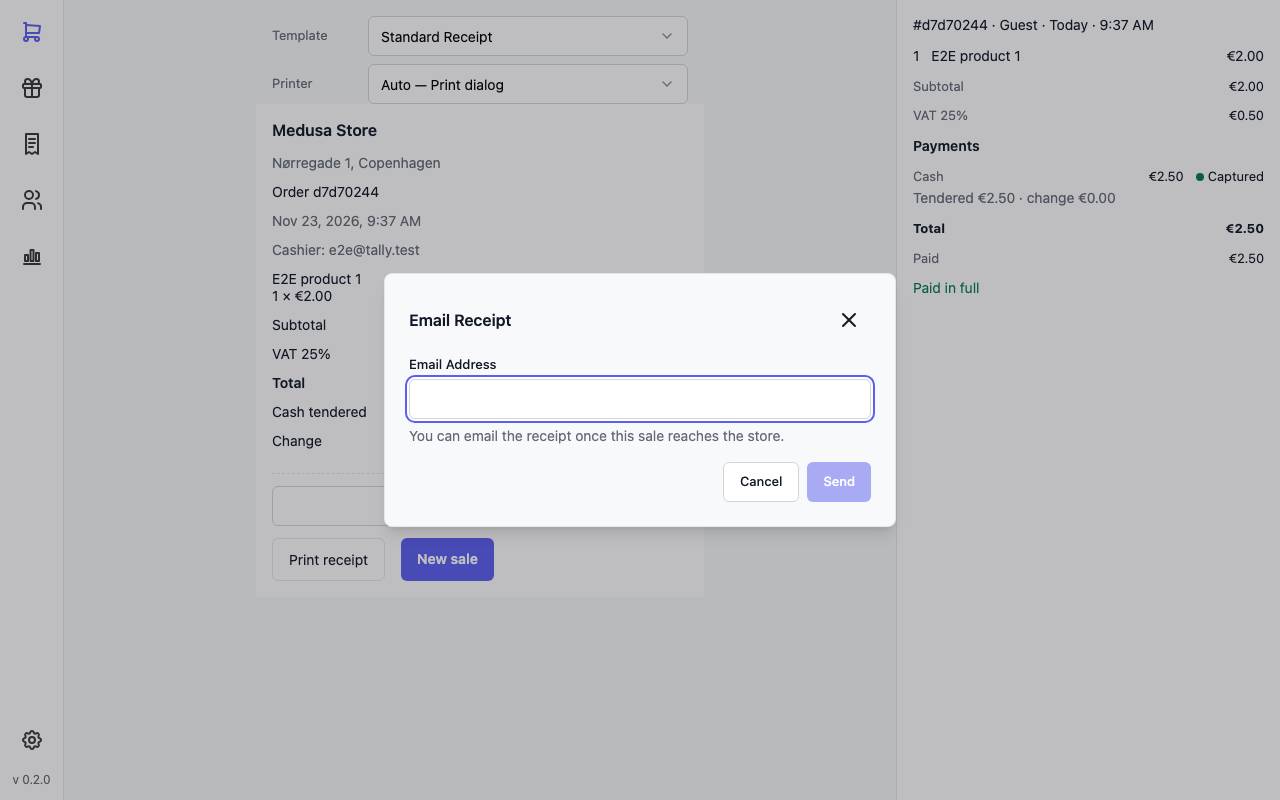 Template
Standard Receipt
Printer
Auto — Print dialog
Medusa Store
Nørregade 1, Copenhagen
Order d7d70244
Nov 23, 2026, 9:37 AM
Cashier: e2e@tally.test
E2E product 1
1 × €2.00
Subtotal
VAT 25%
Total
Cash tendered
Change
Print receipt
New sale
Email Receipt
Email Address
You can email the receipt once this sale reaches the store.
Cancel
Send
#d7d70244 · Guest · Today · 9:37 AM
1 E2E product 1 €2.00
Subtotal €2.00
VAT 25% €0.50
Payments
Cash €2.50 Captured
Tendered €2.50 · change €0.00
Total €2.50
Paid €2.50
Paid in full
v 0.2.0